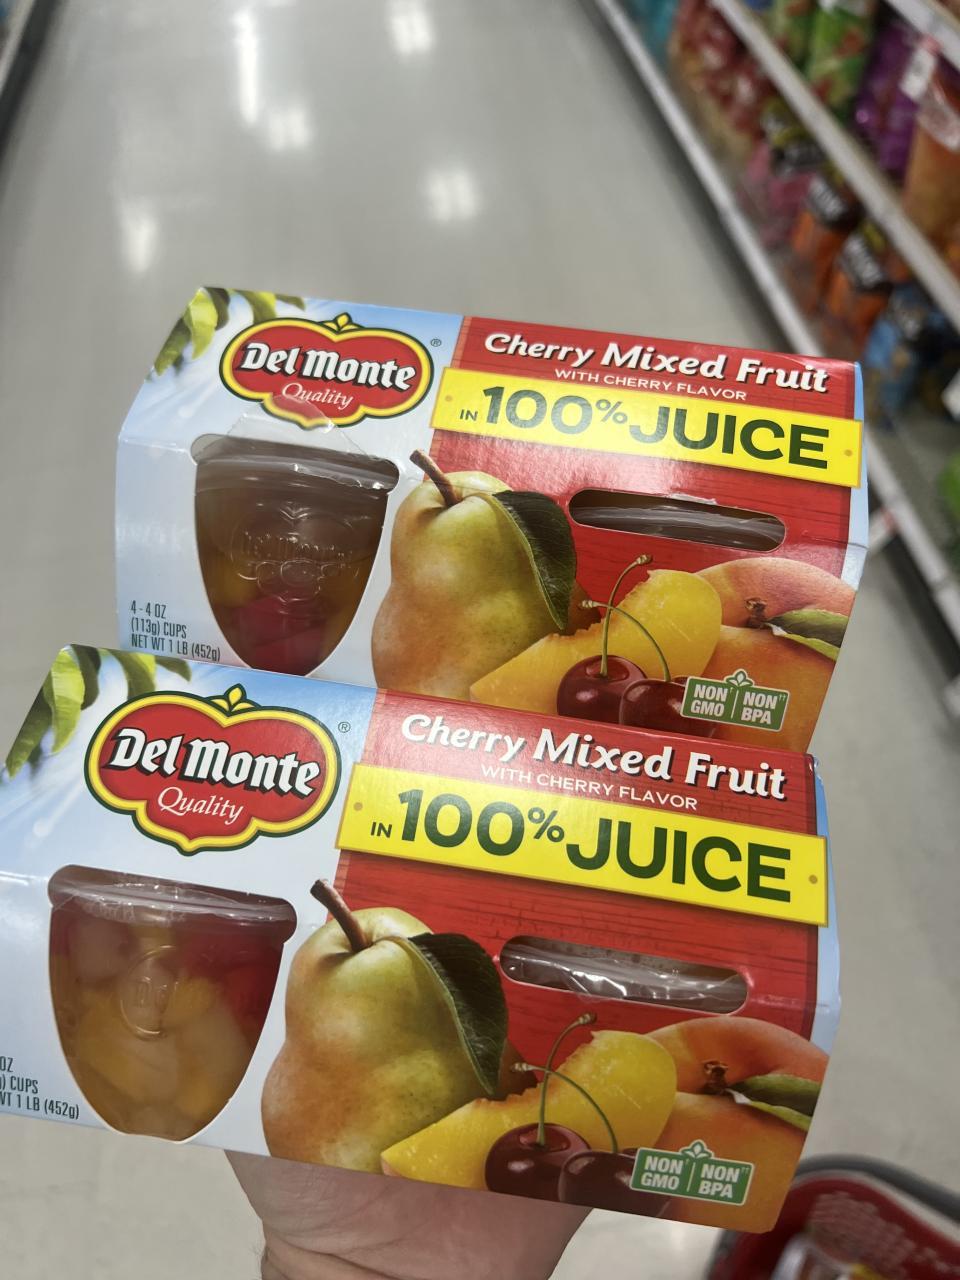 Del Monte
®
Quality
Cherry Mixed Fruit
WITH CHERRY FLAVOR
IN 100% JUICE
Del Monte
4 - 4 OZ
(113g) CUPS
NET WT 1 LB (452g)
NON† NON††
GMO BPA
Del Monte
®
Quality
Cherry Mixed Fruit
WITH CHERRY FLAVOR
IN 100% JUICE
OZ
) CUPS
WT 1 LB (452g)
NON† NON††
GMO BPA